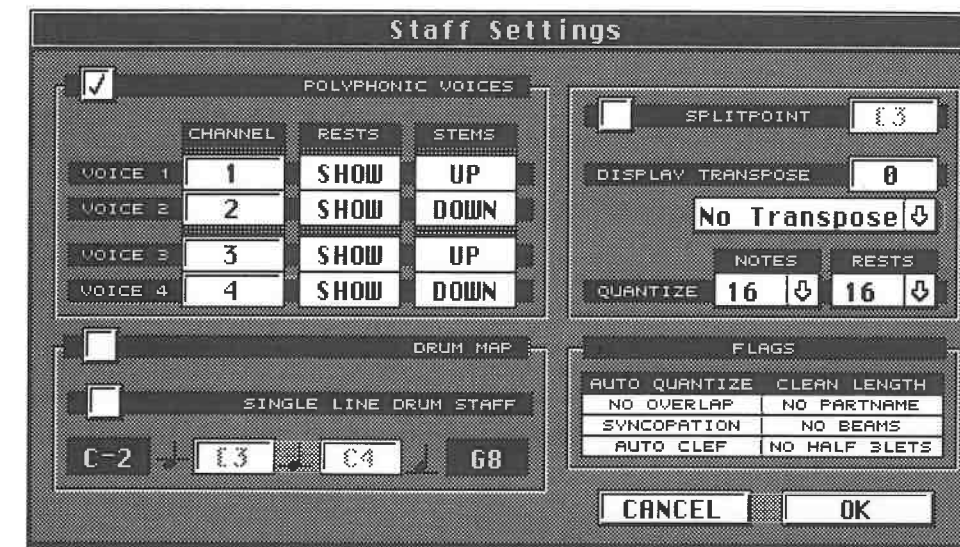 Staff Settings
POLYPHONIC VOICES
CHANNEL RESTS STEMS
VOICE 1 1 SHOW UP
VOICE 2 2 SHOW DOWN
VOICE 3 3 SHOW UP
VOICE 4 4 SHOW DOWN
DRUM MAP
SINGLE LINE DRUM STAFF
C-2 C3 C4 G8
SPLITPOINT C3
DISPLAY TRANSPOSE 0
No Transpose
NOTES RESTS
QUANTIZE 16 16
FLAGS
AUTO QUANTIZE CLEAN LENGTH
NO OVERLAP NO PARTNAME
SYNCOPATION NO BEAMS
AUTO CLEF NO HALF 3LETS
CANCEL OK